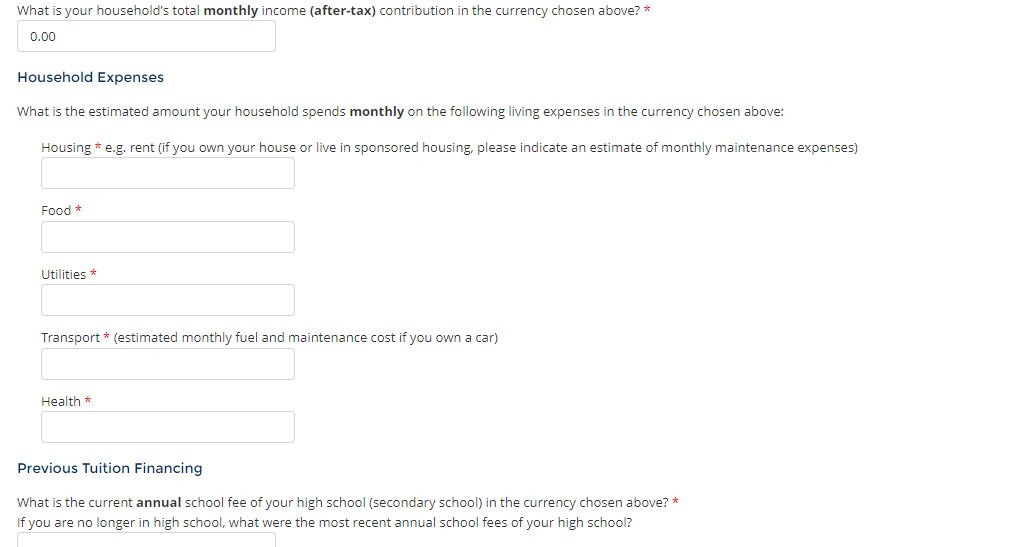 What is your household's total monthly income (after-tax) contribution in the currency chosen above? *
0.00
Household Expenses
What is the estimated amount your household spends monthly on the following living expenses in the currency chosen above:
Housing * e.g. rent (if you own your house or live in sponsored housing, please indicate an estimate of monthly maintenance expenses)
Food *
Utilities *
Transport * (estimated monthly fuel and maintenance cost if you own a car)
Health *
Previous Tuition Financing
What is the current annual school fee of your high school (secondary school) in the currency chosen above? *
If you are no longer in high school, what were the most recent annual school fees of your high school?